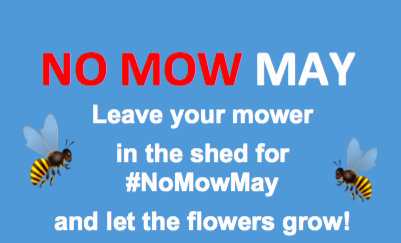 NO MOW MAY
Leave your mower
in the shed for
#NoMowMay
and let the flowers grow!